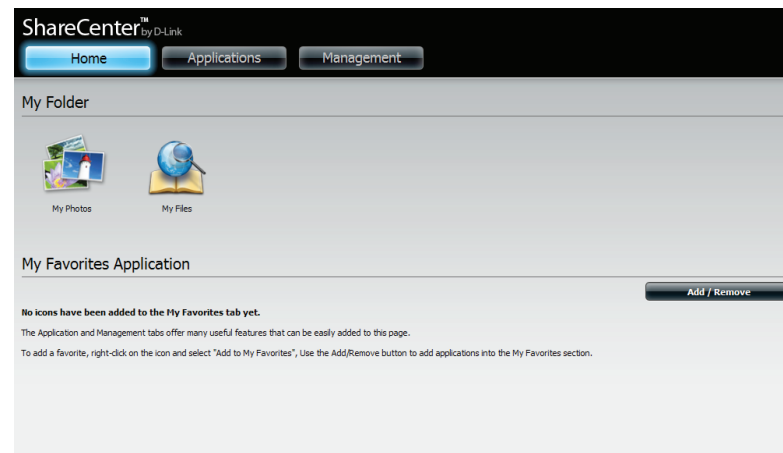 ShareCenter™ by D-Link
Home Applications Management
My Folder
My Photos My Files
My Favorites Application
Add / Remove
No icons have been added to the My Favorites tab yet.
The Application and Management tabs offer many useful features that can be easily added to this page.
To add a favorite, right-click on the icon and select "Add to My Favorites", Use the Add/Remove button to add applications into the My Favorites section.